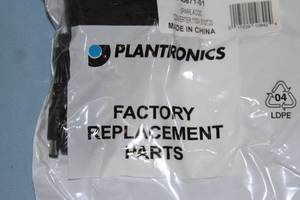 MADE IN CHINA
PLANTRONICS
FACTORY
REPLACEMENT
PARTS
04
LDPE